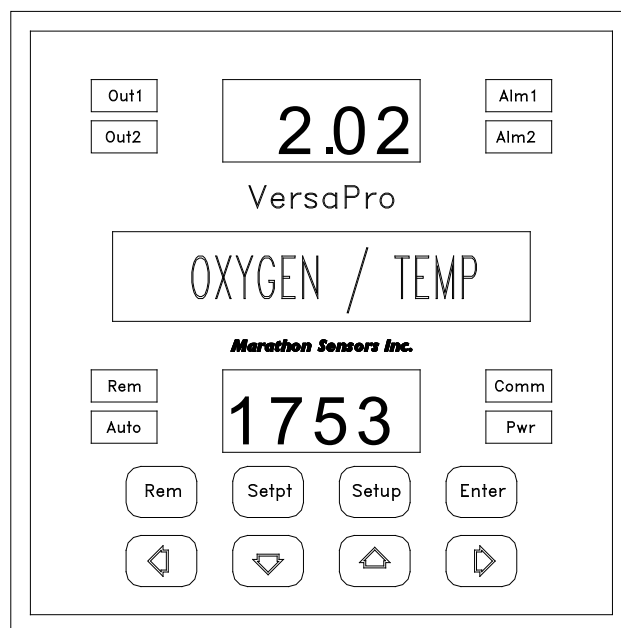 Out1 2.02 Alm1
Out2 Alm2
VersaPro
OXYGEN / TEMP
Marathon Sensors Inc.
Rem 1753 Comm
Auto Pwr
Rem Setpt Setup Enter